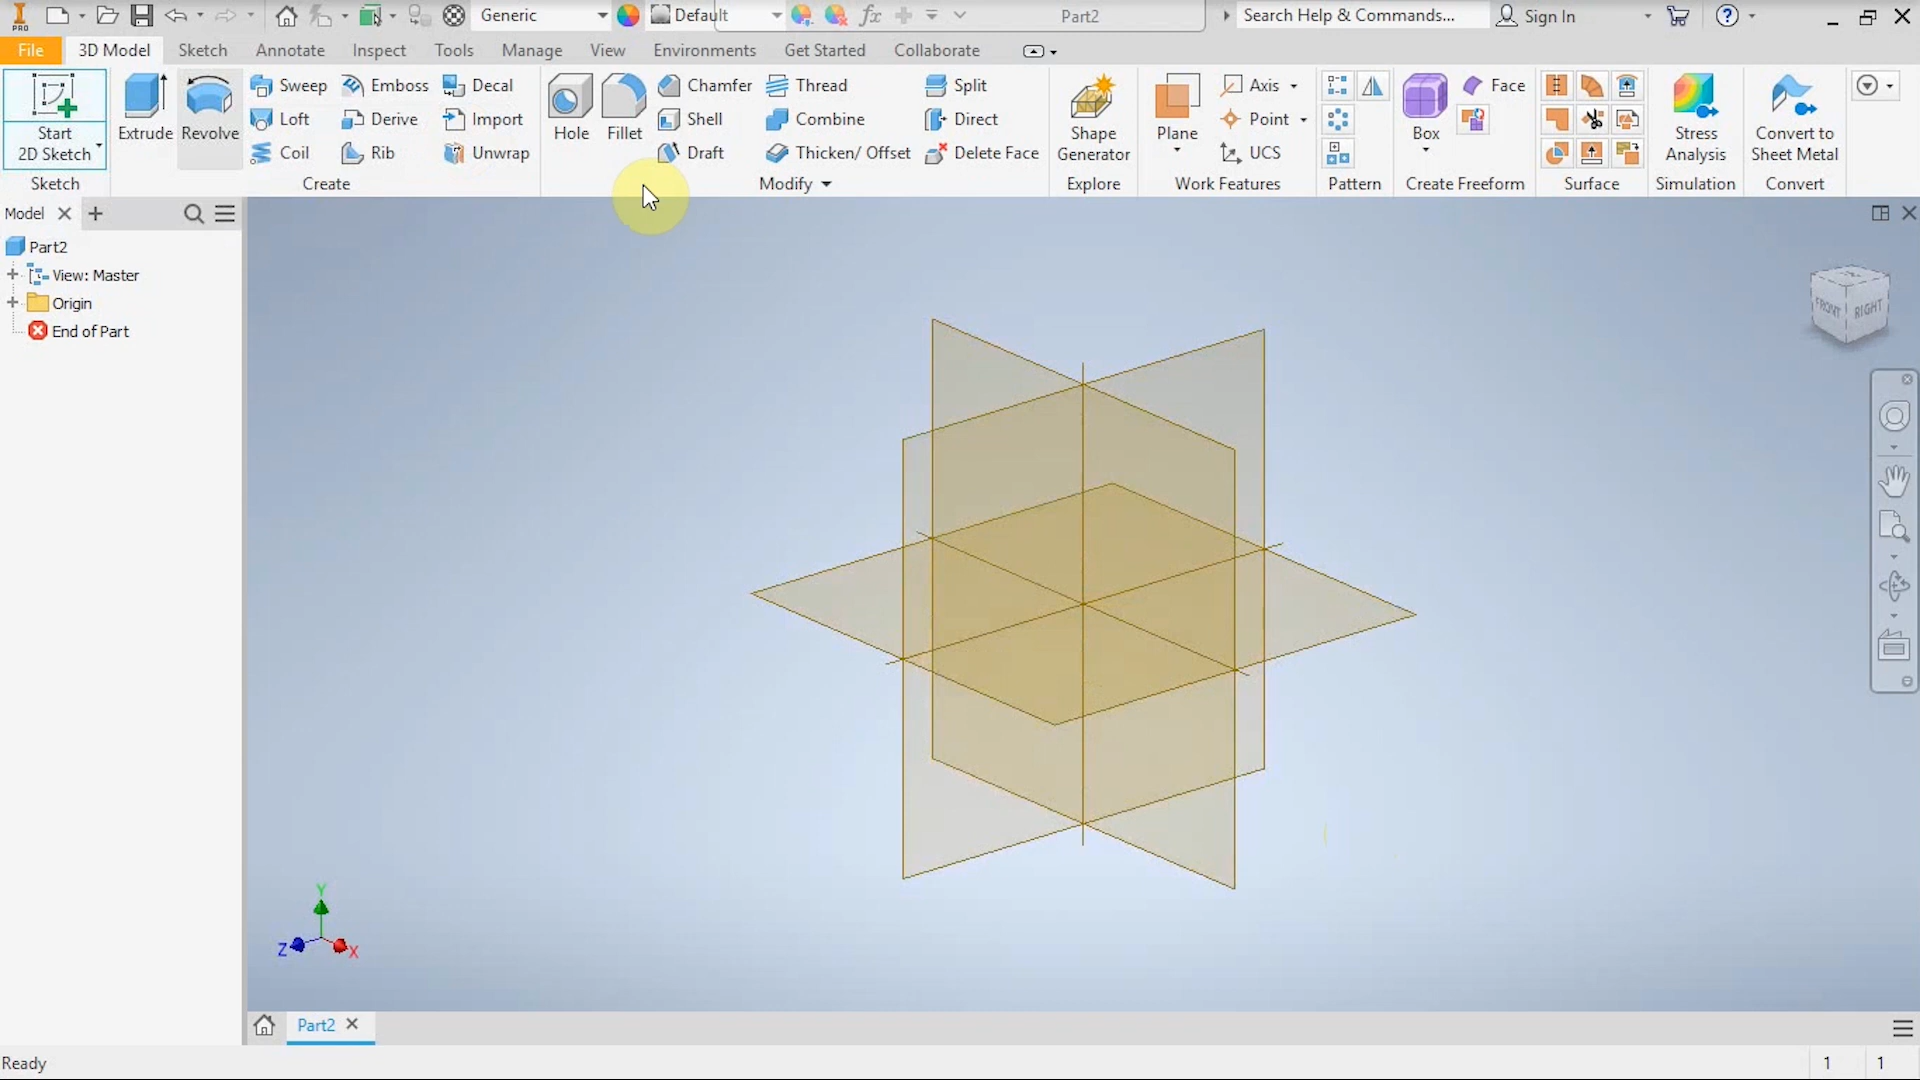 PRO Generic Default fx Part2 Search Help & Commands... Sign In
File 3D Model Sketch Annotate Inspect Tools Manage View Environments Get Started Collaborate
Start 2D Sketch
Extrude
Revolve
Sweep Emboss Decal
Loft Derive Import
Coil Rib Unwrap
Hole
Fillet
Chamfer Thread Split
Shell Combine Direct
Draft Thicken/ Offset Delete Face
Shape Generator
Plane
Axis
Point
UCS
Box
Face
Stress Analysis
Convert to Sheet Metal
Sketch Create Modify Explore Work Features Pattern Create Freeform Surface Simulation Convert
Model
Part2
View: Master
Origin
End of Part
FRONT RIGHT
Y
Z X
Part2
Ready 1 1